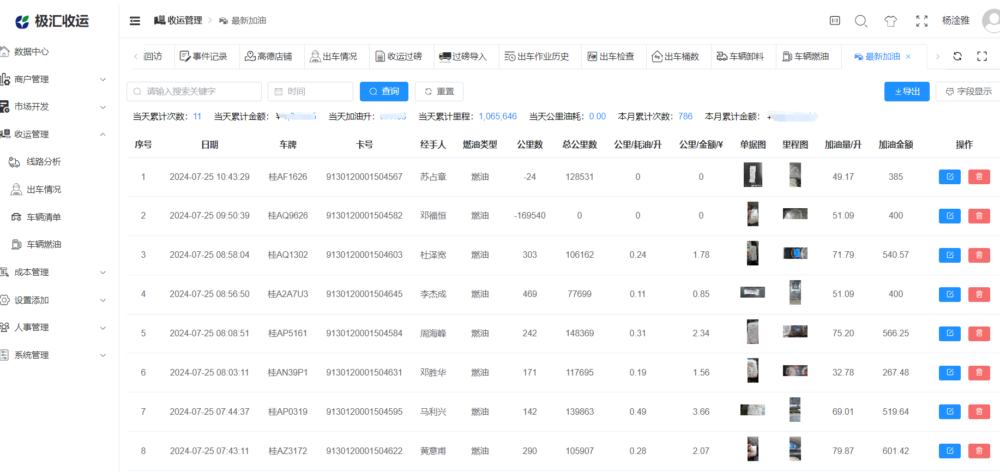 极汇收运
收运管理 最新加油
杨淦雅
数据中心
商户管理
市场开发
收运管理
线路分析
出车情况
车辆清单
车辆燃油
成本管理
设置添加
人事管理
系统管理
回访 事件记录 高德店铺 出车情况 收运过磅 过磅导入 出车作业历史 出车检查 出车桶数 车辆卸料 车辆燃油 最新加油
请输入搜索关键字 时间 查询 重置 导出 字段显示
当天累计次数：11 当天累计金额：¥ 当天加油升： 当天累计里程：1,065,646 当天公里油耗：0.00 本月累计次数：786 本月累计金额：¥
序号 日期 车牌 卡号 经手人 燃油类型 公里数 总公里数 公里/耗油/升 公里/金额/¥ 单据图 里程图 加油量/升 加油金额 操作
1 2024-07-25 10:43:29 桂AF1626 9130120001504567 苏占章 燃油 -24 128531 0 0 49.17 385
2 2024-07-25 09:50:39 桂AQ9626 9130120001504582 邓福恒 燃油 -169540 0 0 0 51.09 400
3 2024-07-25 08:58:04 桂AQ1302 9130120001504603 杜泽宽 燃油 303 106162 0.24 1.78 71.79 540.57
4 2024-07-25 08:56:50 桂A2A7U3 9130120001504645 李杰成 燃油 469 77699 0.11 0.85 51.09 400
5 2024-07-25 08:08:51 桂AP5161 9130120001504584 周海峰 燃油 242 148369 0.31 2.34 75.20 566.25
6 2024-07-25 08:03:11 桂AN39P1 9130120001504631 邓胜华 燃油 171 117695 0.19 1.56 32.78 267.48
7 2024-07-25 07:44:37 桂AP0319 9130120001504595 马利兴 燃油 142 139863 0.49 3.66 69.01 519.64
8 2024-07-25 07:43:11 桂AZ3172 9130120001504622 黄意甫 燃油 290 105907 0.28 2.07 79.87 601.42